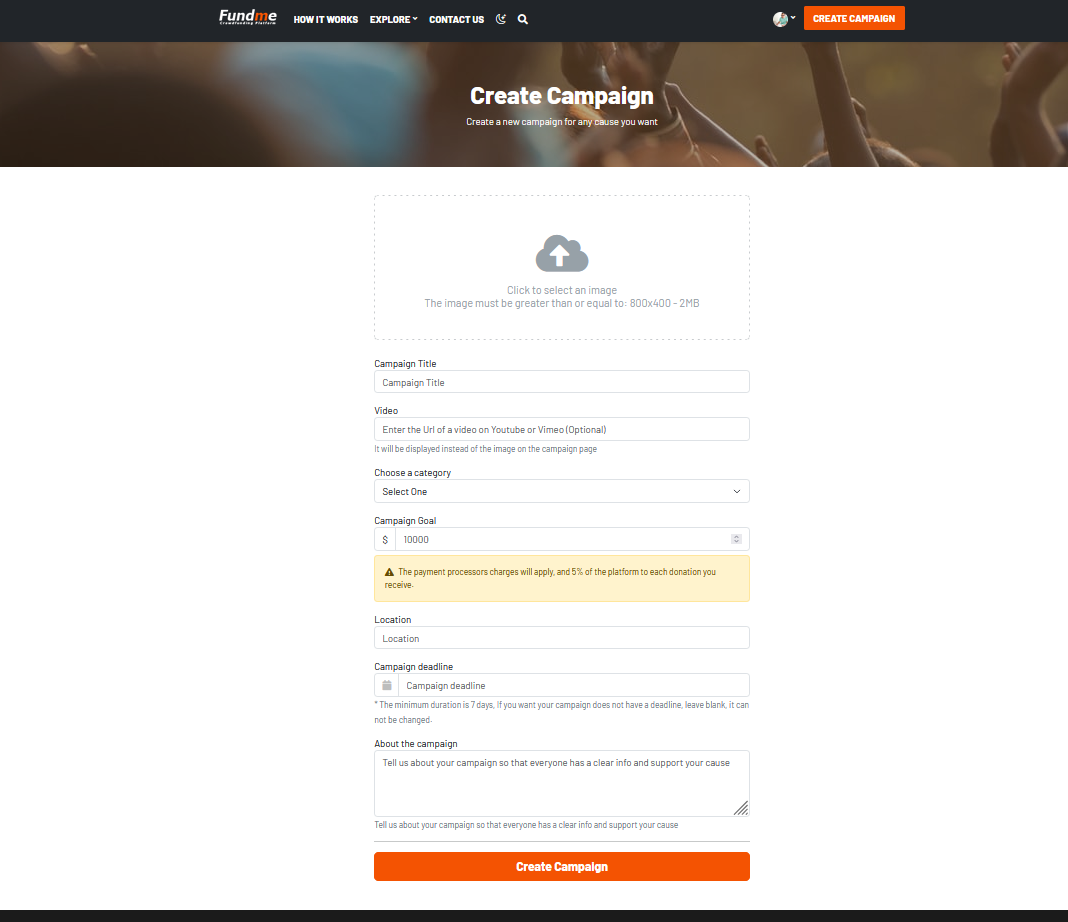 Fundme
Crowdfunding Platform
HOW IT WORKS EXPLORE CONTACT US
CREATE CAMPAIGN
Create Campaign
Create a new campaign for any cause you want
Click to select an image
The image must be greater than or equal to: 800x400 - 2MB
Campaign Title
Campaign Title
Video
Enter the Url of a video on Youtube or Vimeo (Optional)
It will be displayed instead of the image on the campaign page
Choose a category
Select One
Campaign Goal
$ 10000
The payment processors charges will apply, and 5% of the platform to each donation you
receive.
Location
Location
Campaign deadline
Campaign deadline
* The minimum duration is 7 days, If you want your campaign does not have a deadline, leave blank, it can
not be changed.
About the campaign
Tell us about your campaign so that everyone has a clear info and support your cause
Tell us about your campaign so that everyone has a clear info and support your cause
Create Campaign